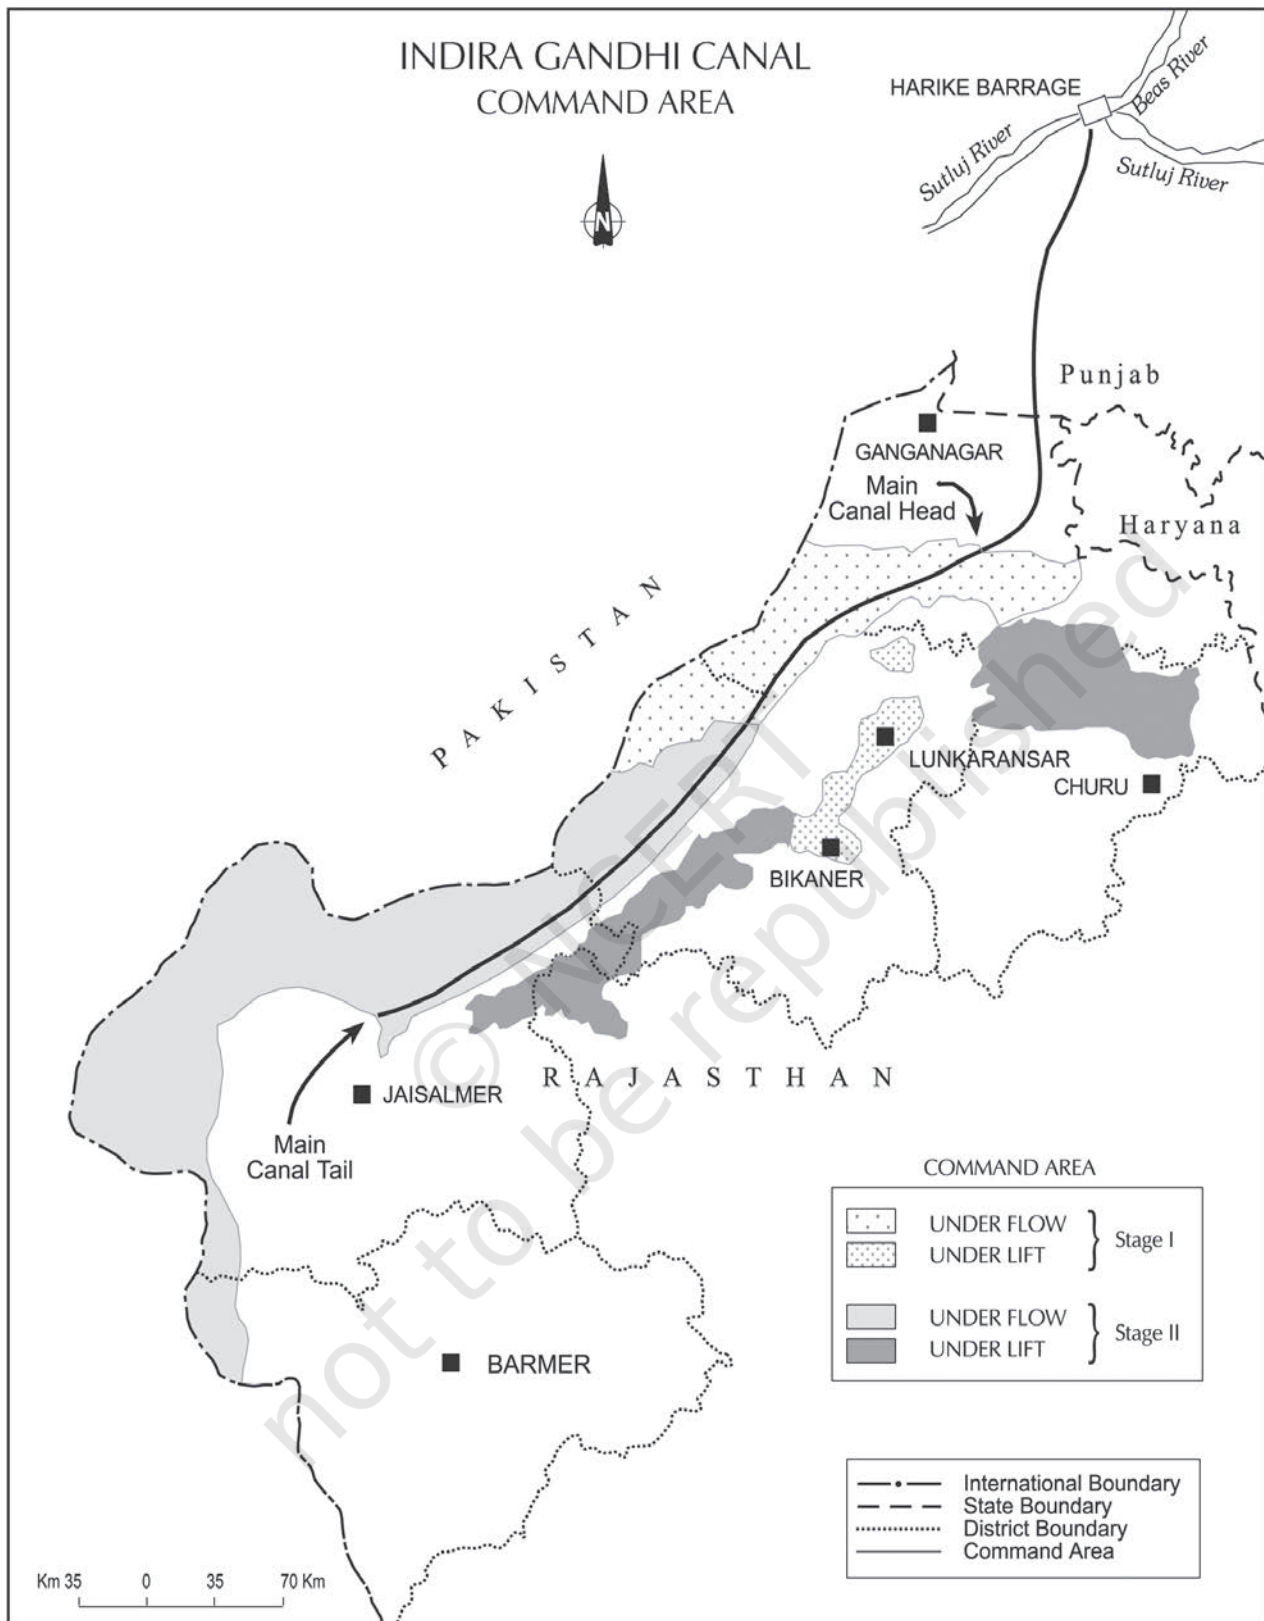 INDIRA GANDHI CANAL
COMMAND AREA
HARIKE BARRAGE
Beas River
Sutluj River
Sutluj River
N
Punjab
GANGANAGAR
Main
Canal Head
Haryana
PAKISTAN
LUNKARANSAR
CHURU
BIKANER
RAJASTHAN
JAISALMER
Main
Canal Tail
BARMER
COMMAND AREA
UNDER FLOW
UNDER LIFT
Stage I
UNDER FLOW
UNDER LIFT
Stage II
International Boundary
State Boundary
District Boundary
Command Area
Km 35 0 35 70 Km
© NCERT
not to be republished